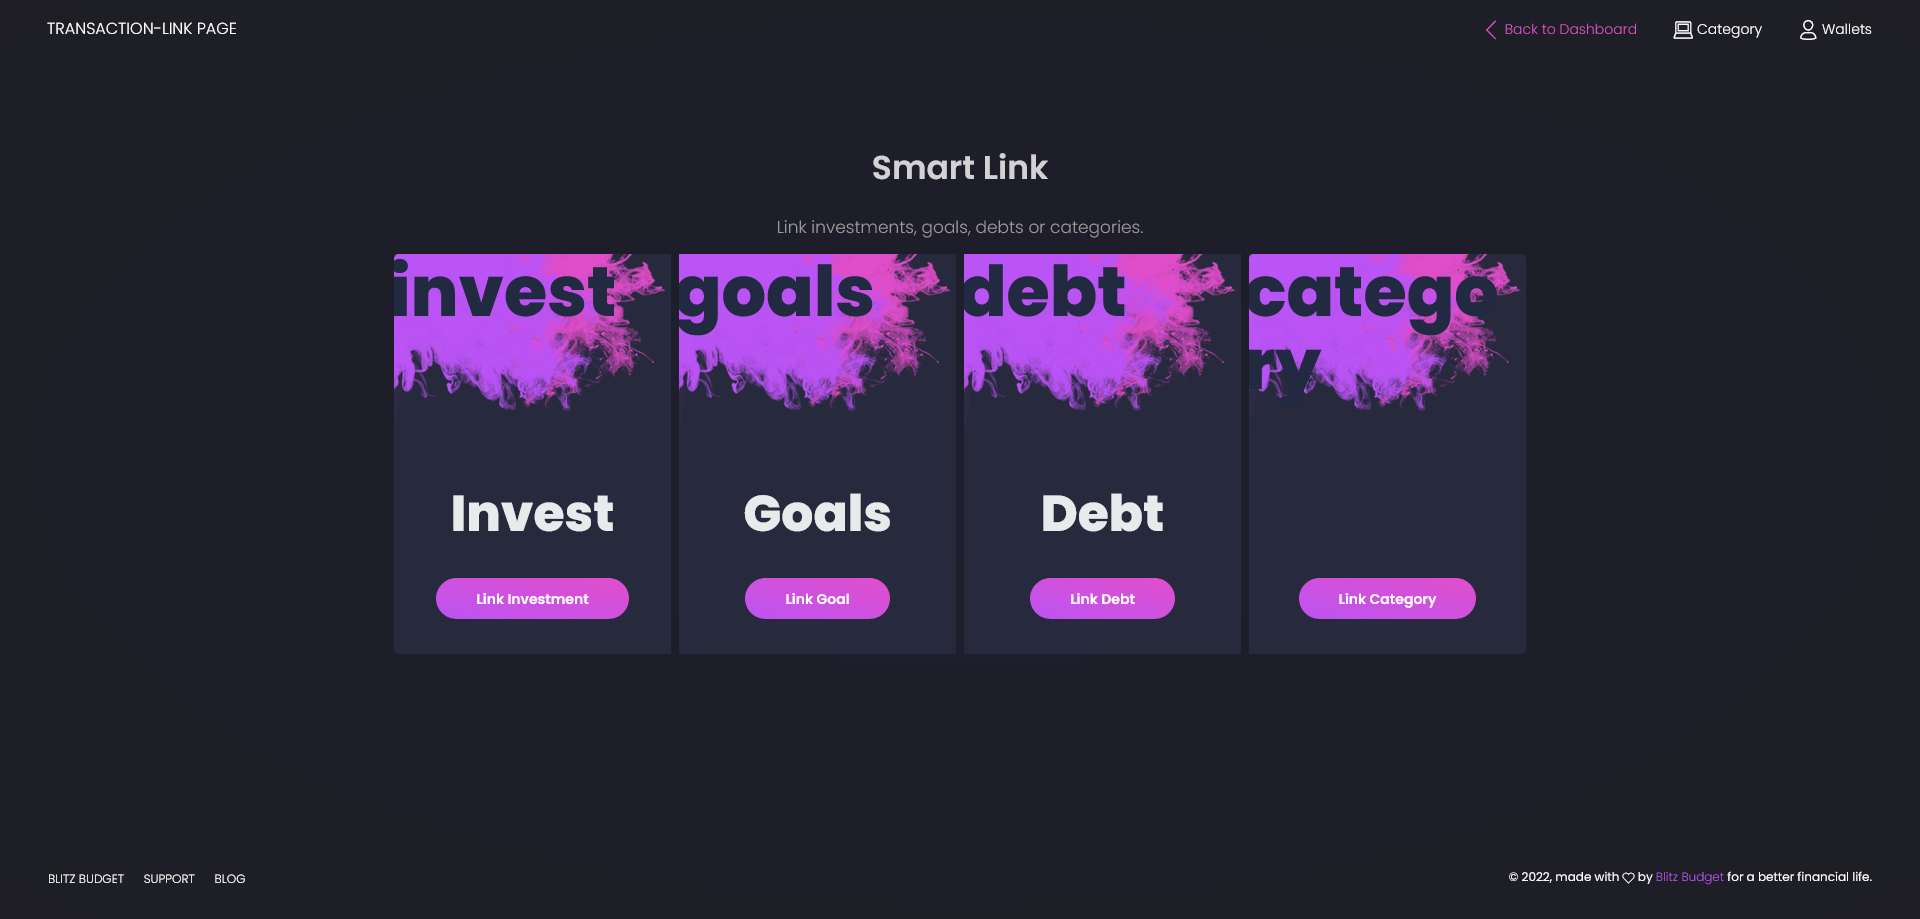 TRANSACTION-LINK PAGE
Back to Dashboard
Category
Wallets
Smart Link
Link investments, goals, debts or categories.
invest
goals
debt
catego
ry
Invest
Goals
Debt
Link Investment
Link Goal
Link Debt
Link Category
BLITZ BUDGET
SUPPORT
BLOG
© 2022, made with ♡ by Blitz Budget for a better financial life.